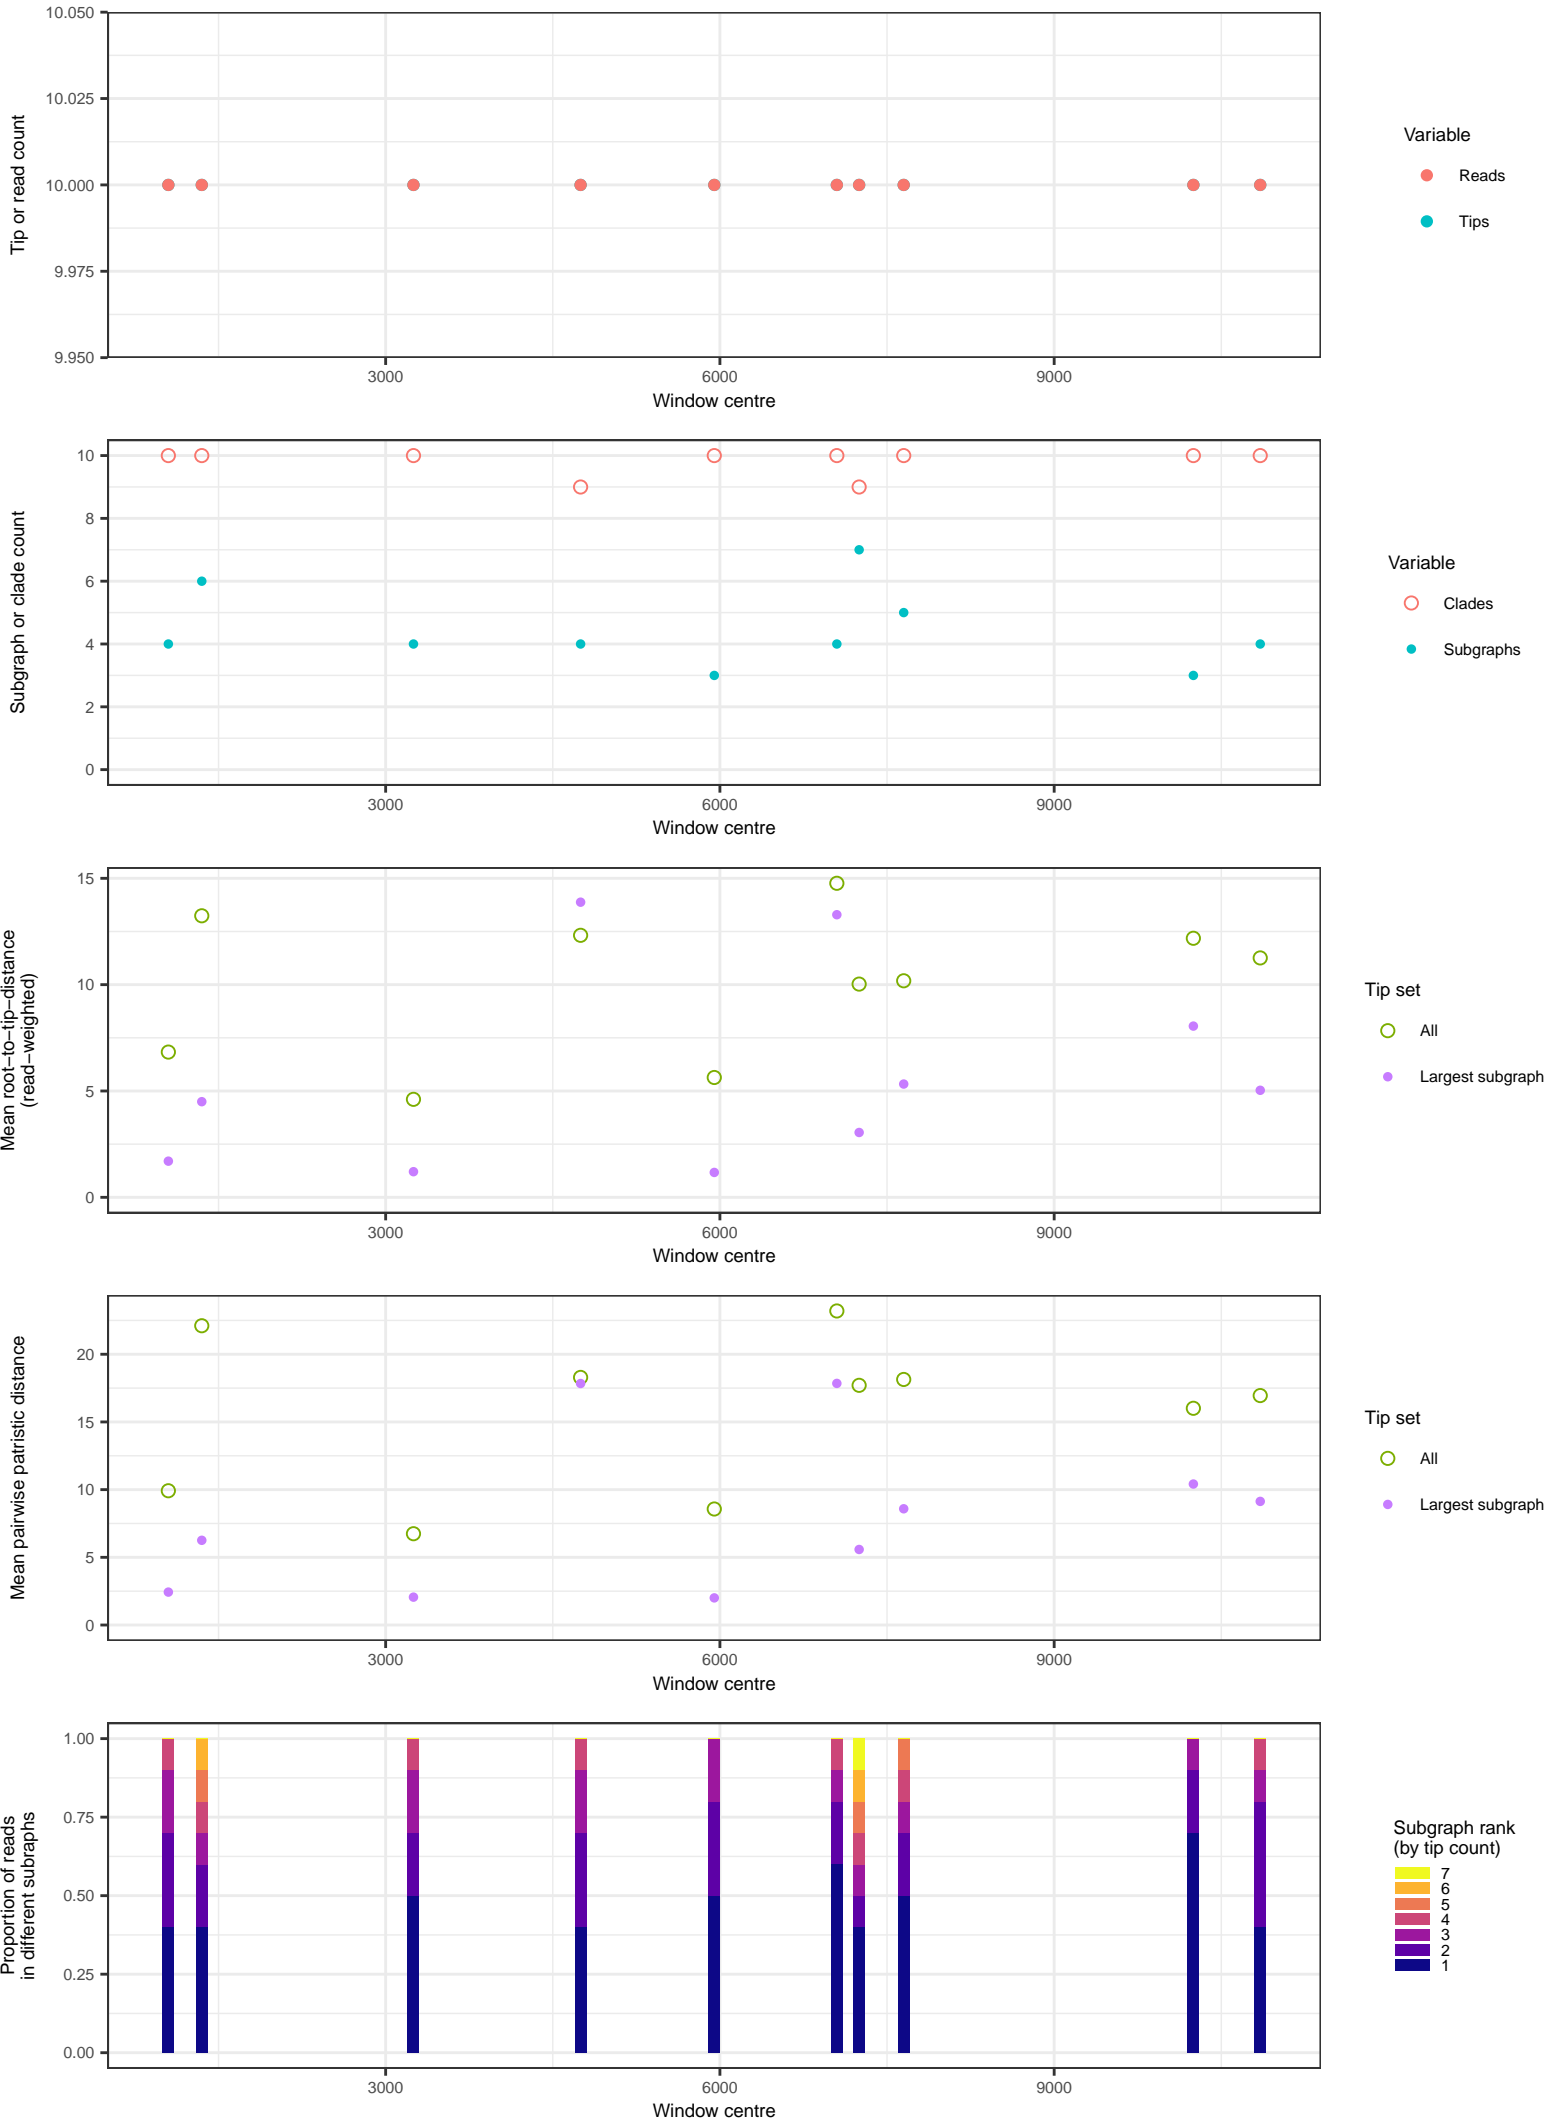 10.050
10.025
10.000
9.975
9.950
Tip or read count
3000
6000
9000
Window centre
Variable
Reads
Tips
10
8
6
4
2
0
Subgraph or clade count
3000
6000
9000
Window centre
Variable
Clades
Subgraphs
15
10
5
0
Mean root−to−tip−distance
(read−weighted)
3000
6000
9000
Window centre
Tip set
All
Largest subgraph
20
15
10
5
0
Mean pairwise patristic distance
3000
6000
9000
Window centre
Tip set
All
Largest subgraph
1.00
0.75
0.50
0.25
0.00
Proportion of reads
in different subraphs
3000
6000
9000
Window centre
Subgraph rank
(by tip count)
7
6
5
4
3
2
1